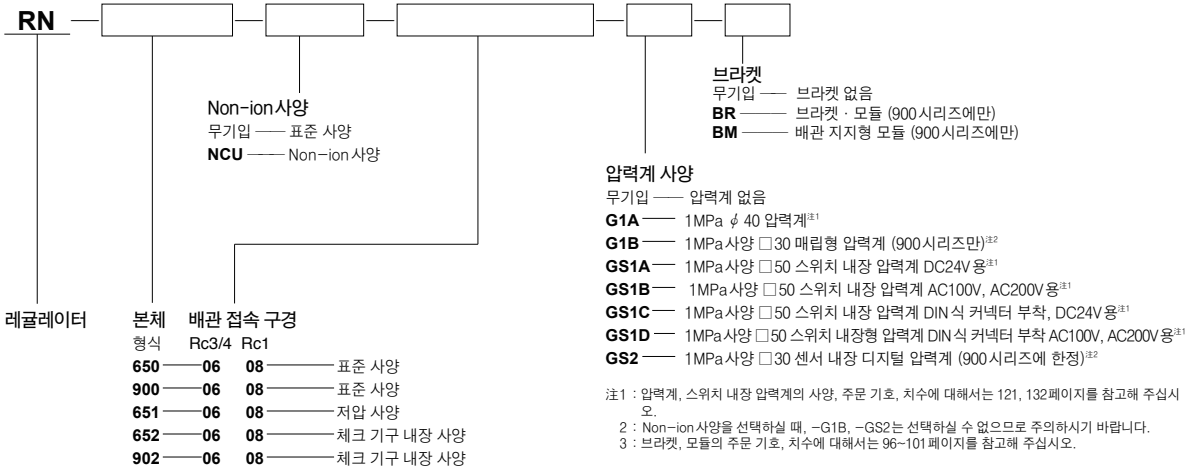 RN
브라켓
무기입 브라켓 없음
BR 브라켓 · 모듈 (900시리즈에만)
BM 배관 지지형 모듈 (900시리즈에만)
Non-ion사양
무기입 표준 사양
NCU Non-ion사양
압력계 사양
무기입 압력계 없음
G1A 1MPa ϕ 40 압력계注1
G1B 1MPa사양 □30 매립형 압력계 (900시리즈만)注2
GS1A 1MPa사양 □50 스위치 내장 압력계 DC24V용注1
GS1B 1MPa사양 □50 스위치 내장 압력계 AC100V, AC200V용注1
GS1C 1MPa사양 □50 스위치 내장 압력계 DIN식 커넥터 부착, DC24V용注1
GS1D 1MPa사양 □50 스위치 내장형 압력계 DIN식 커넥터 부착 AC100V, AC200V용注1
GS2 1MPa사양 □30 센서 내장 디지털 압력계 (900시리즈에 한정)注2
레귤레이터 본체 배관 접속 구경
형식 Rc3/4 Rc1
650 06 08 표준 사양
900 06 08 표준 사양
651 06 08 저압 사양
652 06 08 체크 기구 내장 사양
902 06 08 체크 기구 내장 사양
注1 : 압력계, 스위치 내장 압력계의 사양, 주문 기호, 치수에 대해서는 121, 132페이지를 참고해 주십시
오.
2 : Non-ion사양을 선택하실 때, -G1B, -GS2는 선택하실 수 없으므로 주의하시기 바랍니다.
3 : 브라켓, 모듈의 주문 기호, 치수에 대해서는 96~101페이지를 참고해 주십시오.